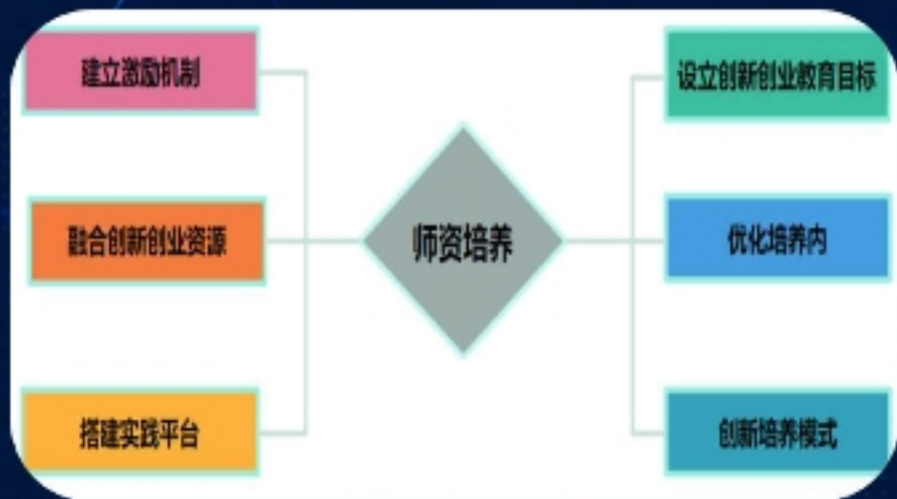 建立激励机制
设立创新创业教育目标
师资培养
融合创新创业资源
优化培养内
搭建实践平台
创新培养模式